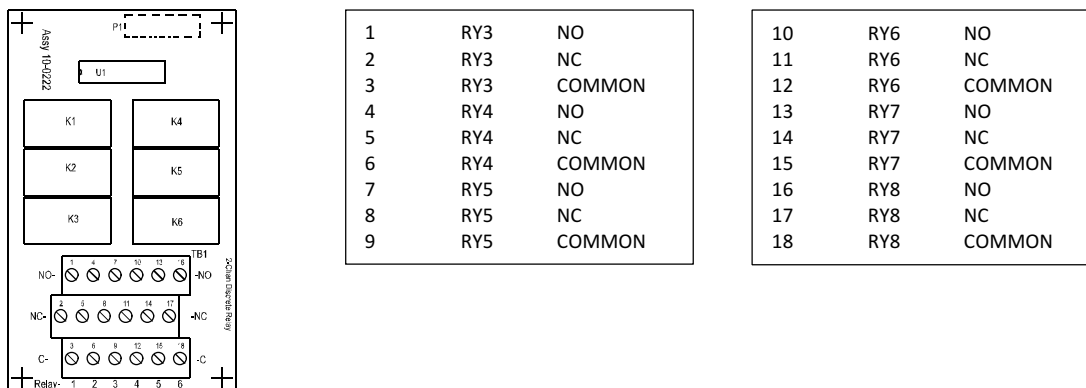 P1
Assy 10-0222
U1
K1 K4
K2 K5
K3 K6
TB1
1 4 7 10 13 16
NO- -NO
2 5 8 11 14 17
NC- -NC
3 6 9 12 15 18
C- -C
Relay- 1 2 3 4 5 6
2-Chan Discrete Relay
1 RY3 NO
2 RY3 NC
3 RY3 COMMON
4 RY4 NO
5 RY4 NC
6 RY4 COMMON
7 RY5 NO
8 RY5 NC
9 RY5 COMMON
10 RY6 NO
11 RY6 NC
12 RY6 COMMON
13 RY7 NO
14 RY7 NC
15 RY7 COMMON
16 RY8 NO
17 RY8 NC
18 RY8 COMMON